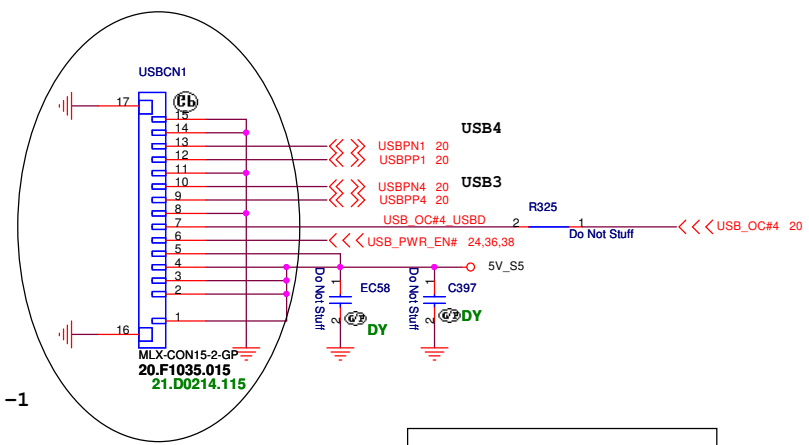 USBCN1
17
15
14
13
12
11
10
9
8
7
6
5
4
3
2
1
16
USB4
USBPN1 20
USBPP1 20
USB3
USBPN4 20
USBPP4 20
USB_OC#4_USBD
2
R325
1
Do Not Stuff
USB_OC#4 20
USB_PWR_EN# 24,36,38
5V_S5
Do Not Stuff
1
EC58
2
DY
Do Not Stuff
1
C397
2
DY
MLX-CON15-2-GP
20.F1035.015
21.D0214.115
-1